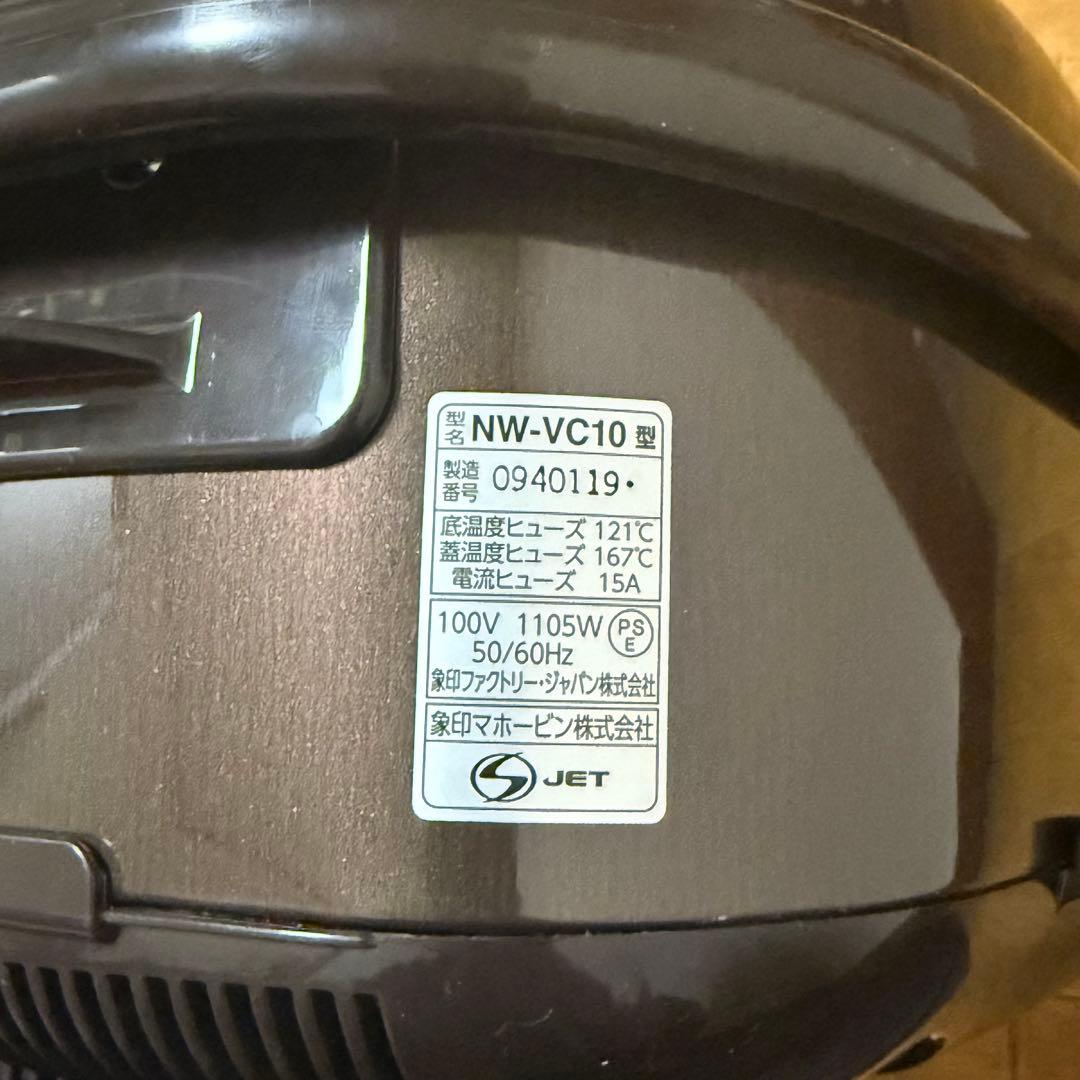 型名 NW-VC10 型
製造番号 0940119・
底温度ヒューズ 121℃
蓋温度ヒューズ 167℃
電流ヒューズ 15A
100V 1105W PSE
50/60Hz
象印ファクトリー・ジャパン株式会社
象印マホービン株式会社
S JET